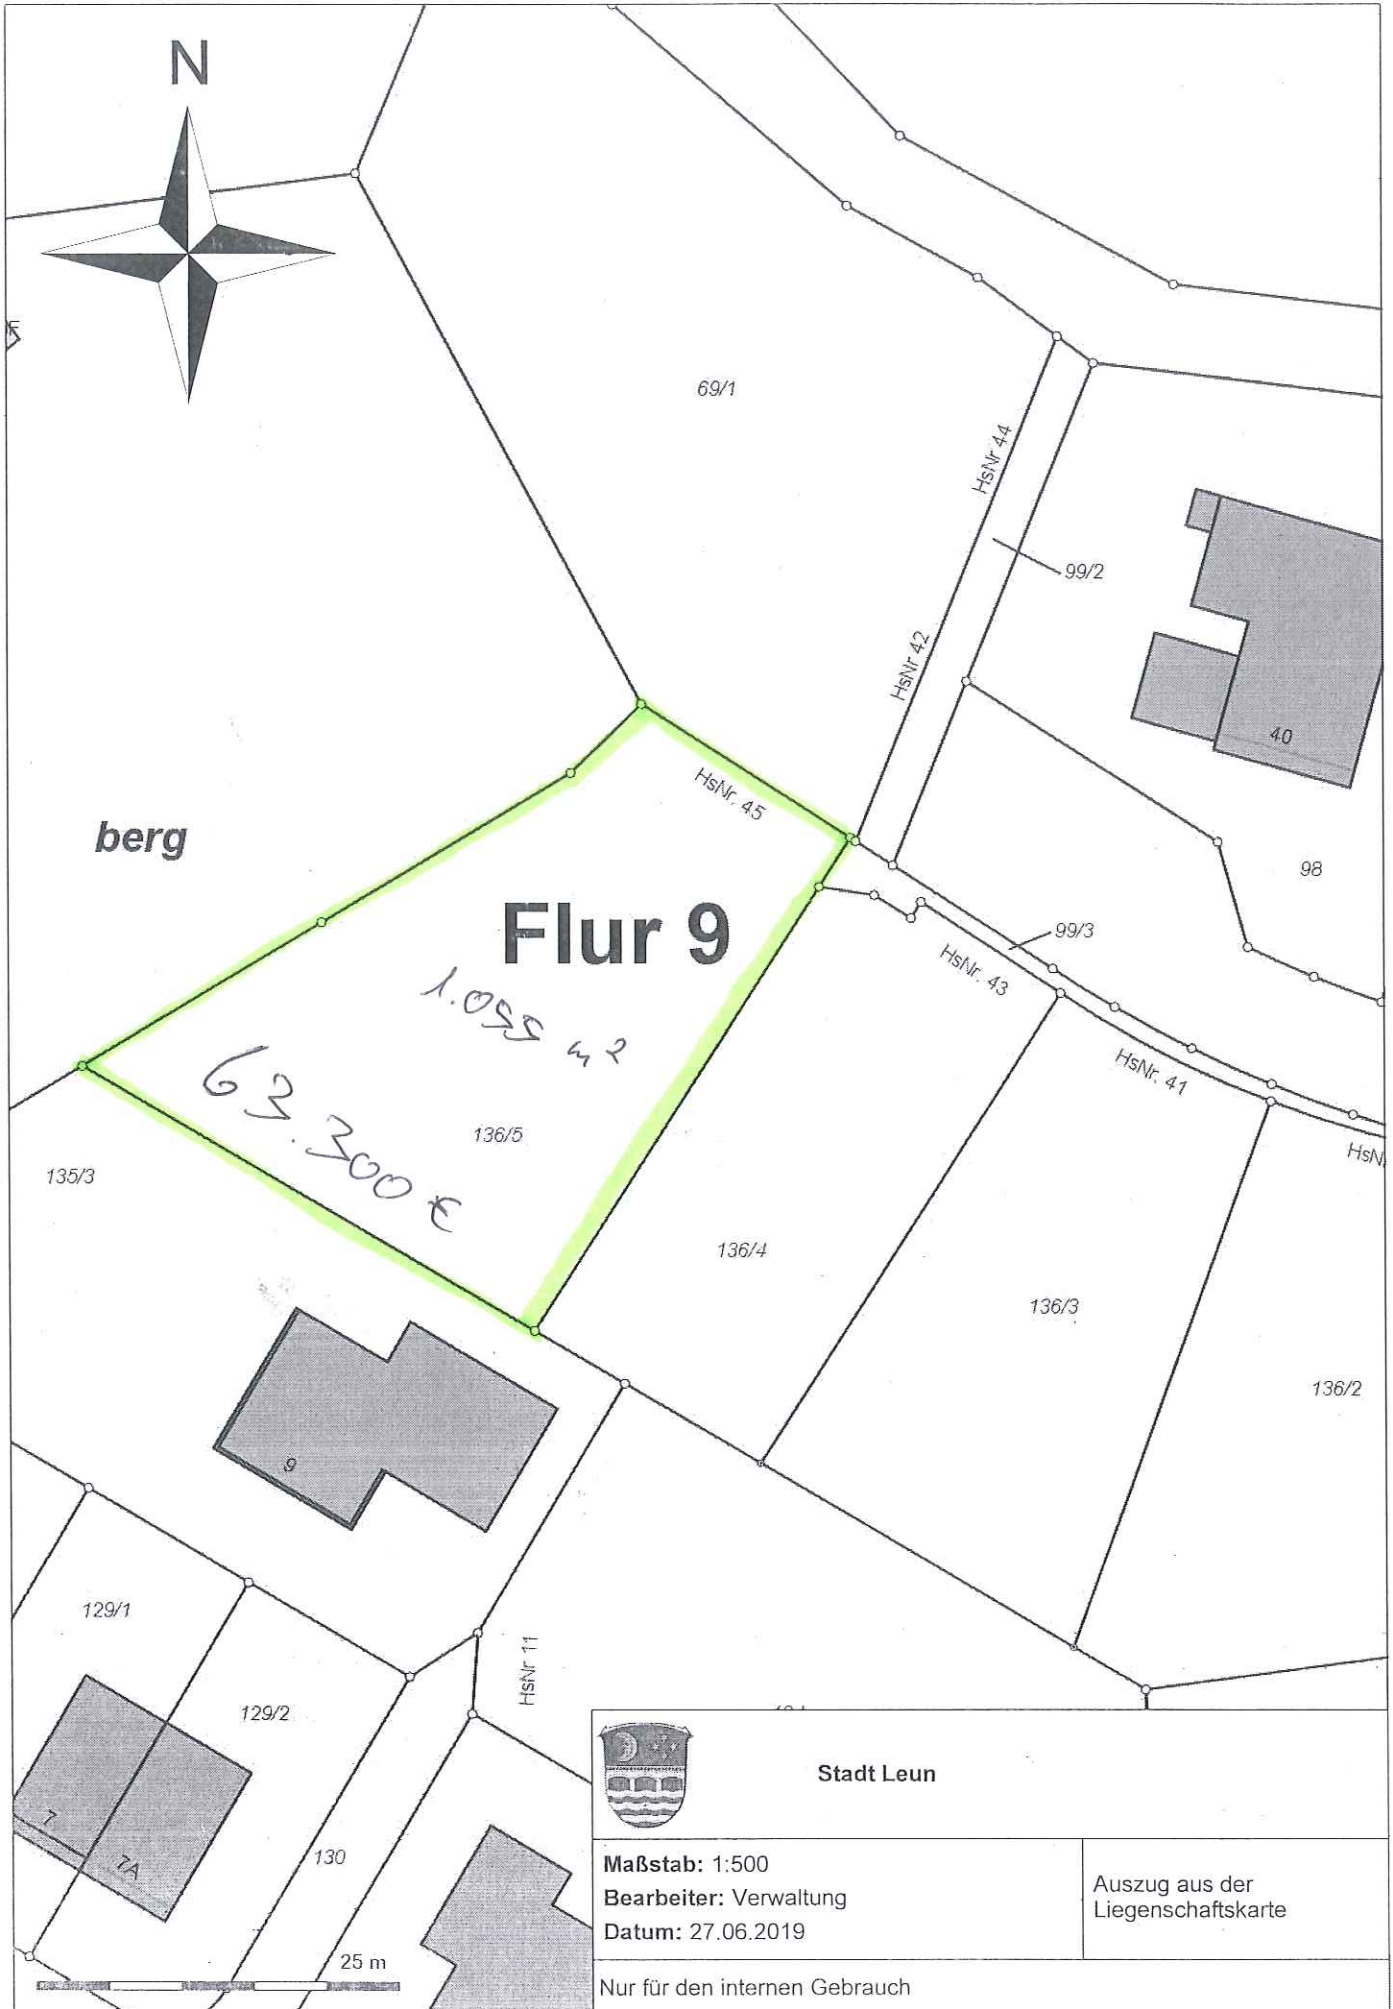 N
69/1
HsNr 44
99/2
HsNr 42
40
HsNr. 45
berg
98
Flur 9
99/3
HsNr. 43
1.055 m²
HsNr. 41
63.300 €
136/5
HsN
135/3
136/4
136/3
136/2
9
129/1
HsNr 11
129/2
Stadt Leun
7
7A
130
Maßstab: 1:500
Bearbeiter: Verwaltung
Datum: 27.06.2019
Auszug aus der
Liegenschaftskarte
25 m
Nur für den internen Gebrauch